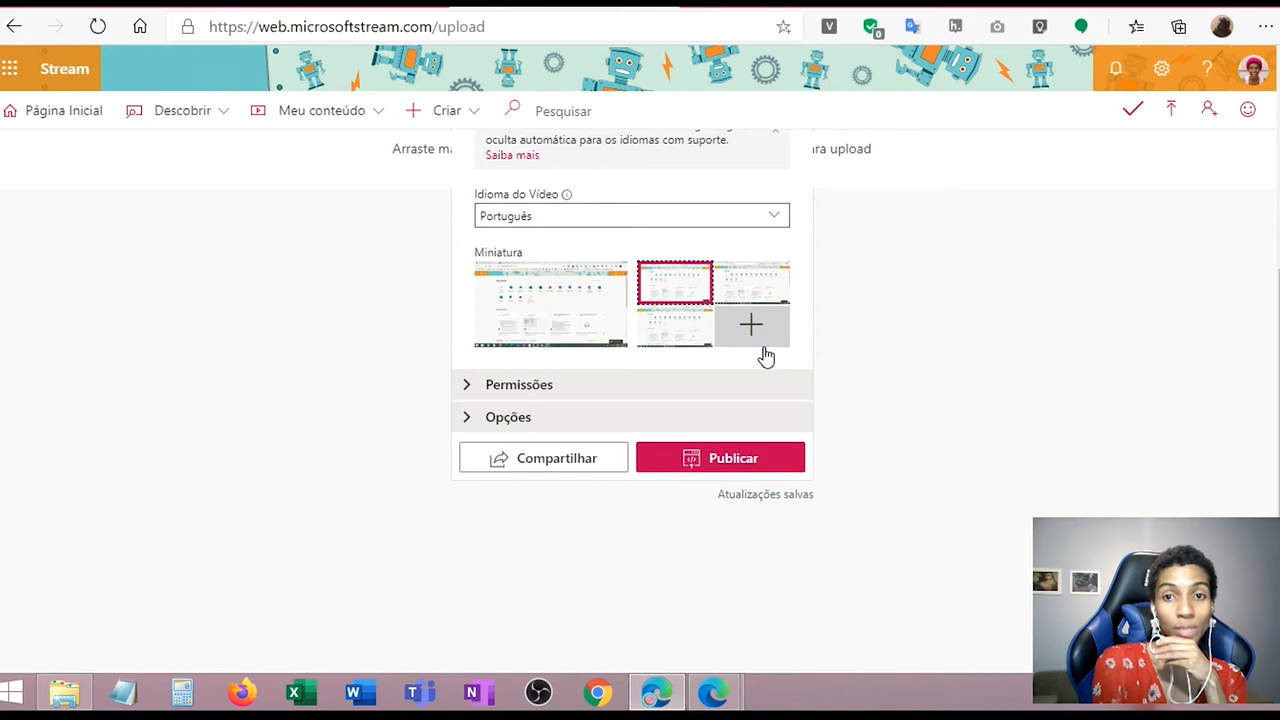 https://web.microsoftstream.com/upload
Stream
Página Inicial
Descobrir
Meu conteúdo
Criar
Pesquisar
oculta automática para os idiomas com suporte.
Saiba mais
Arraste
ara upload
Idioma do Vídeo
Português
Miniatura
Permissões
Opções
Compartilhar
Publicar
Atualizações salvas